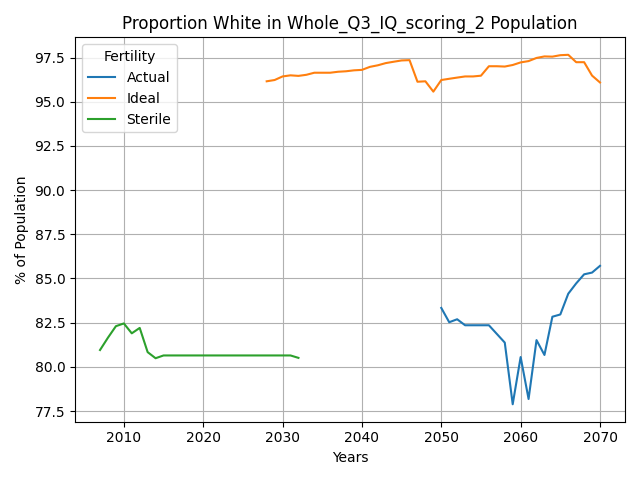 Proportion White in Whole_Q3_IQ_scoring_2 Population
Fertility
Actual
Ideal
Sterile
% of Population
97.5
95.0
92.5
90.0
87.5
85.0
82.5
80.0
77.5
2010 2020 2030 2040 2050 2060 2070
Years